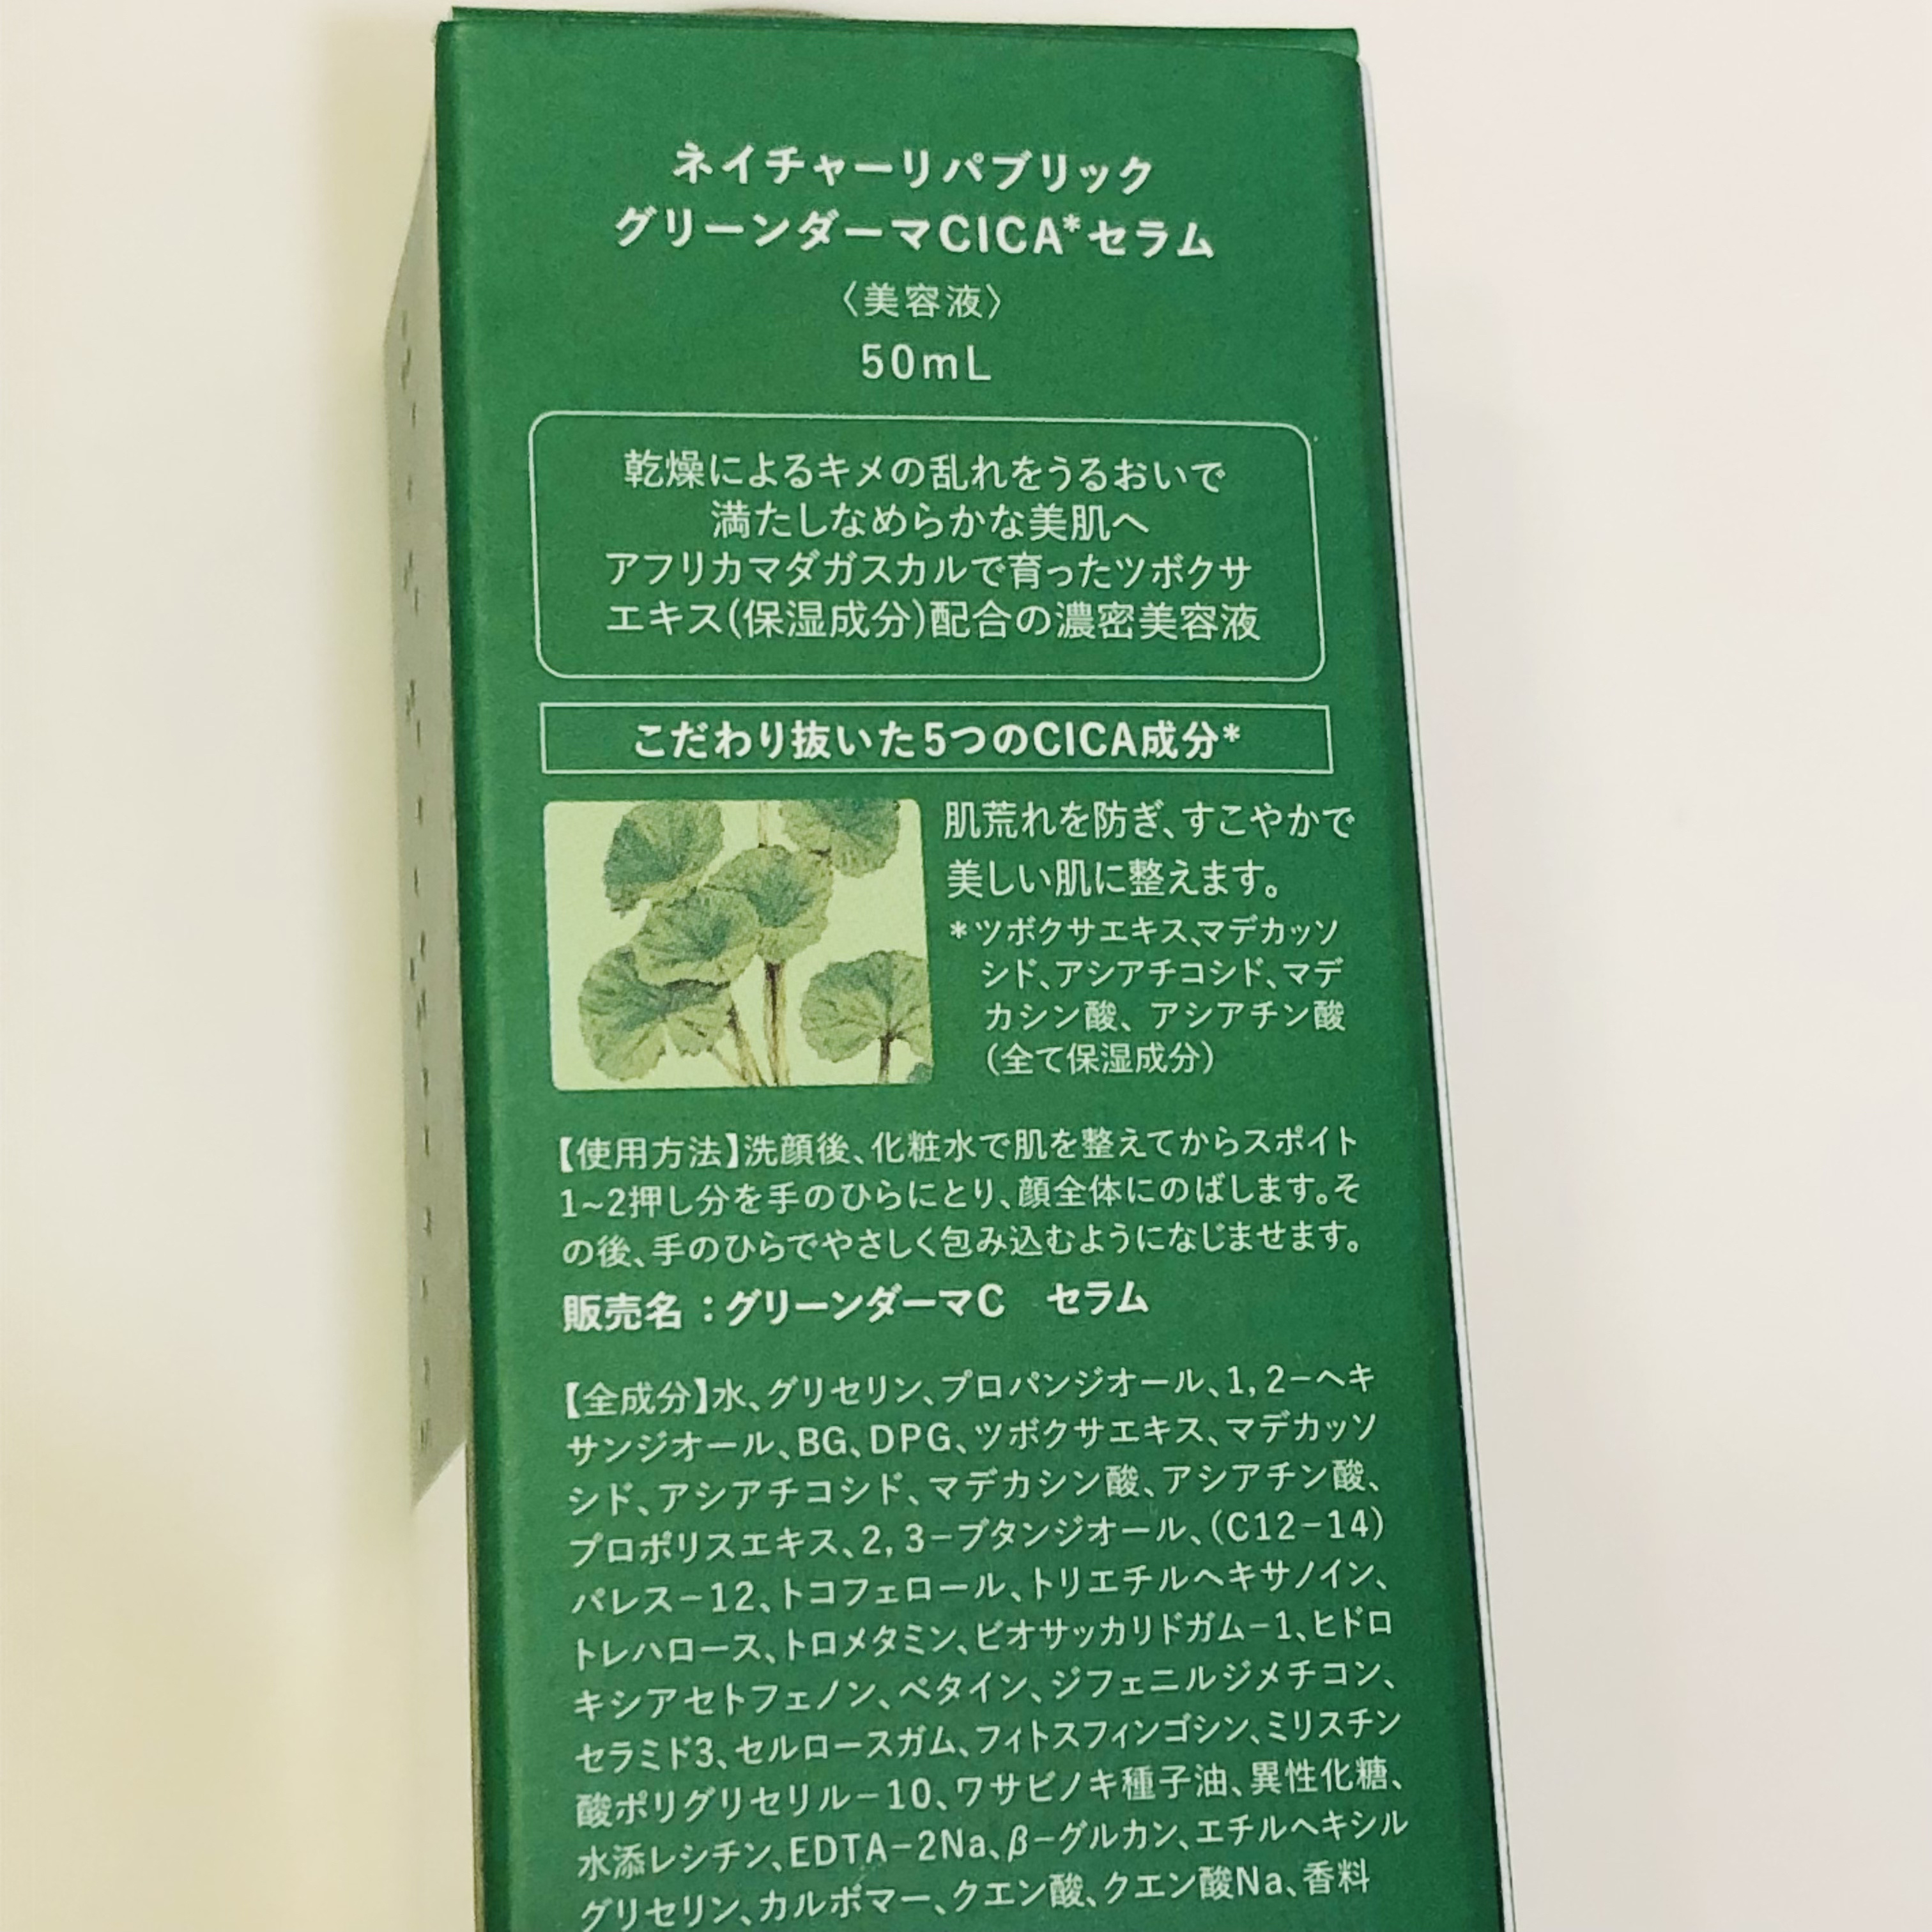 ネイチャーリパブリック
グリーンダーマCICA*セラム
〈美容液〉
50mL
乾燥によるキメの乱れをうるおいで
満たしなめらかな美肌へ
アフリカマダガスカルで育ったツボクサ
エキス(保湿成分)配合の濃密美容液
こだわり抜いた5つのCICA成分*
肌荒れを防ぎ、すこやかで
美しい肌に整えます。
*ツボクサエキス、マデカッソ
シド、アシアチコシド、マデ
カシン酸、アシアチン酸
(全て保湿成分)
【使用方法】洗顔後、化粧水で肌を整えてからスポイト
1~2押し分を手のひらにとり、顔全体にのばします。そ
の後、手のひらでやさしく包み込むようになじませます。
販売名：グリーンダーマC　セラム
【全成分】水、グリセリン、プロパンジオール、1,2-ヘキ
サンジオール、BG、DPG、ツボクサエキス、マデカッソ
シド、アシアチコシド、マデカシン酸、アシアチン酸、
プロポリスエキス、2,3-ブタンジオール、(C12-14)
パレス-12、トコフェロール、トリエチルヘキサノイン、
トレハロース、トロメタミン、ビオサッカリドガム-1、ヒドロ
キシアセトフェノン、ベタイン、ジフェニルジメチコン、
セラミド3、セルロースガム、フィトスフィンゴシン、ミリスチン
酸ポリグリセリル-10、ワサビノキ種子油、異性化糖、
水添レシチン、EDTA-2Na、β-グルカン、エチルヘキシル
グリセリン、カルボマー、クエン酸、クエン酸Na、香料